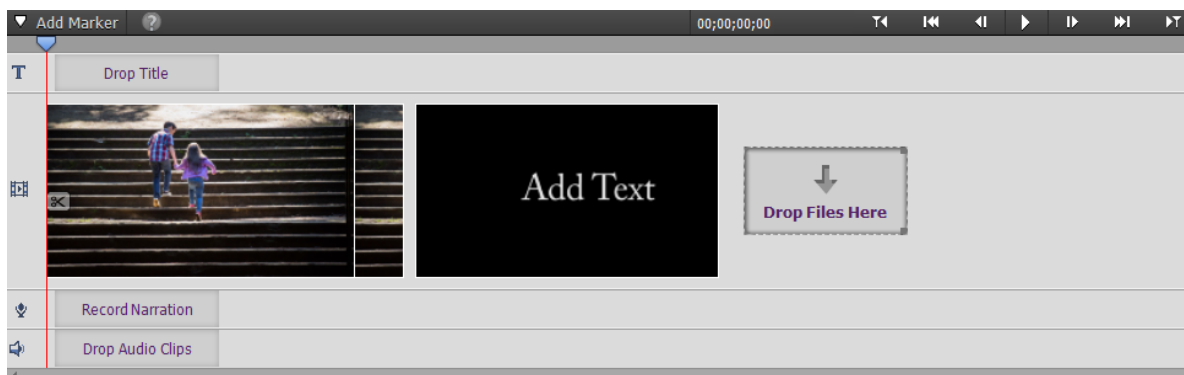 Add Marker ?
00;00;00;00
T
Drop Title
Add Text
Drop Files Here
Record Narration
Drop Audio Clips